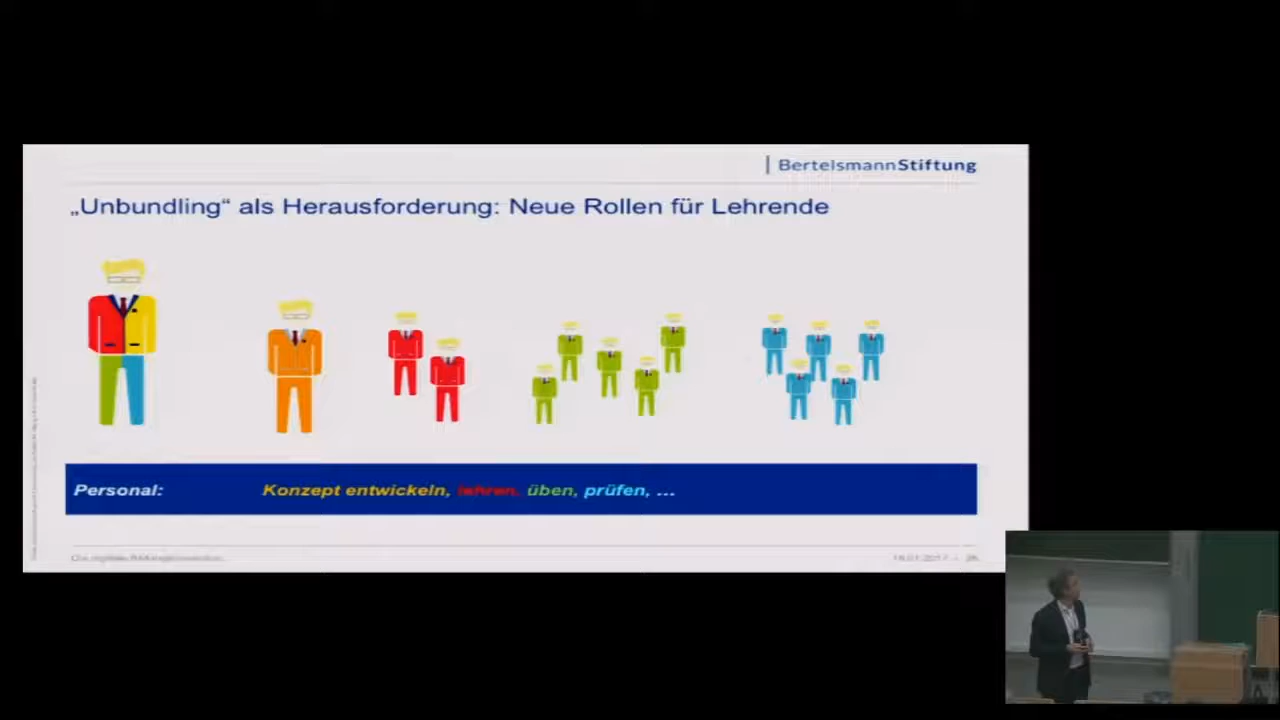 BertelsmannStiftung
„Unbundling“ als Herausforderung: Neue Rollen für Lehrende
Personal: Konzept entwickeln, lehren, üben, prüfen, ...